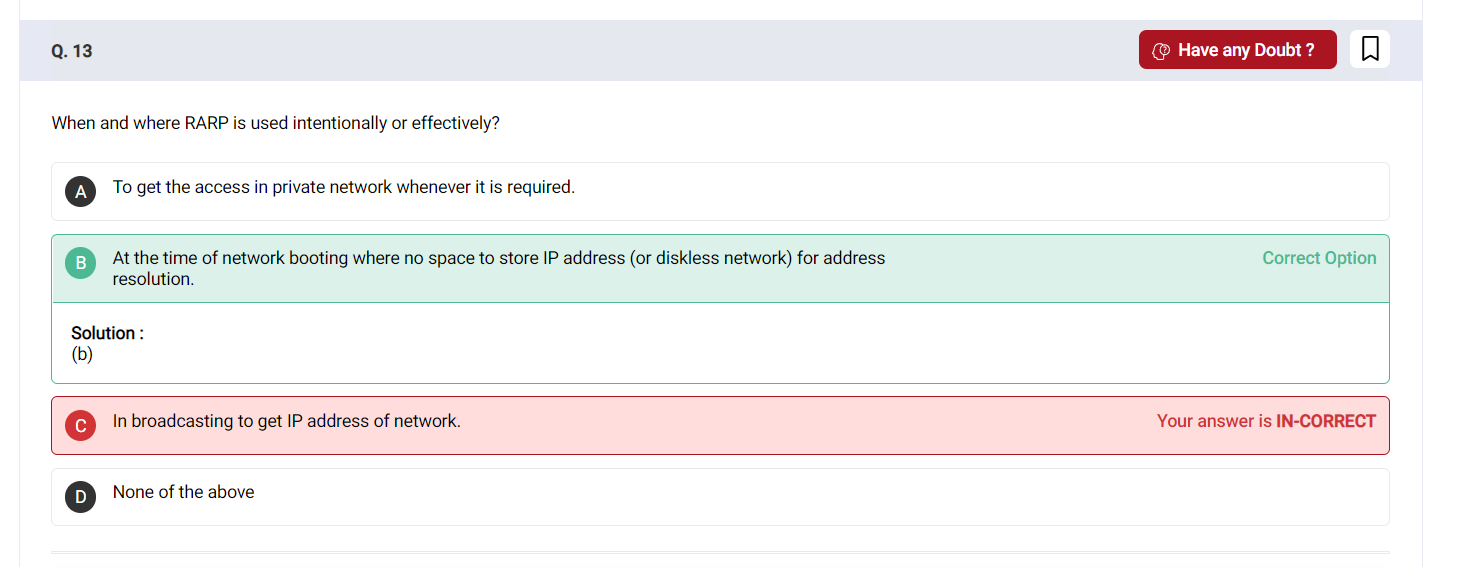 Q. 13
Have any Doubt ?
When and where RARP is used intentionally or effectively?
A
To get the access in private network whenever it is required.
B
At the time of network booting where no space to store IP address (or diskless network) for address
resolution.
Correct Option
Solution :
(b)
C
In broadcasting to get IP address of network.
Your answer is IN-CORRECT
D
None of the above